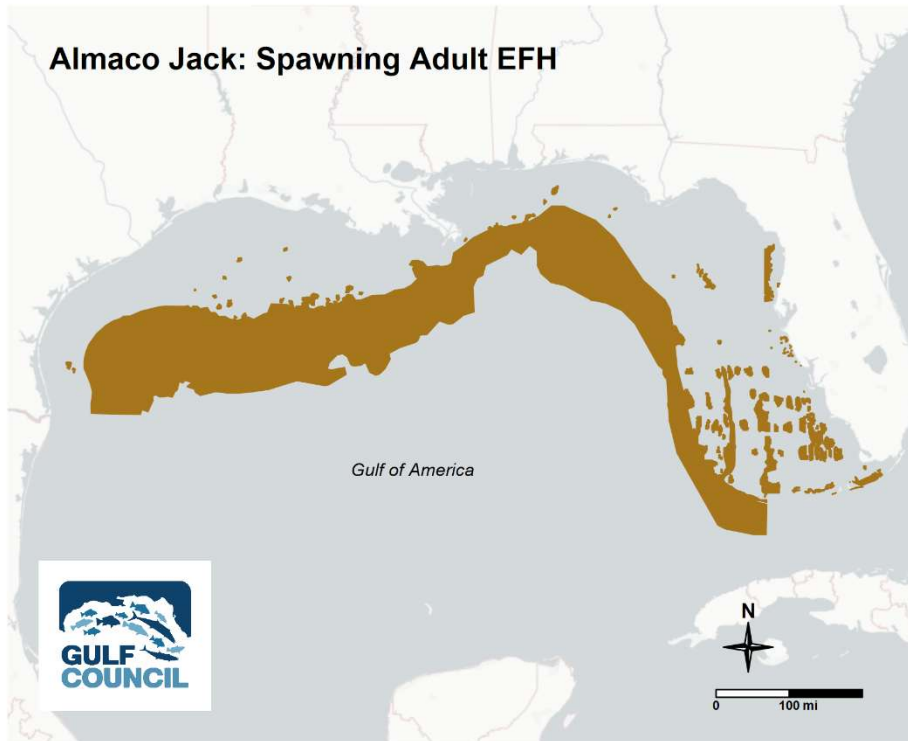 Almaco Jack: Spawning Adult EFH
Gulf of America
GULF
COUNCIL
N
0 100 mi